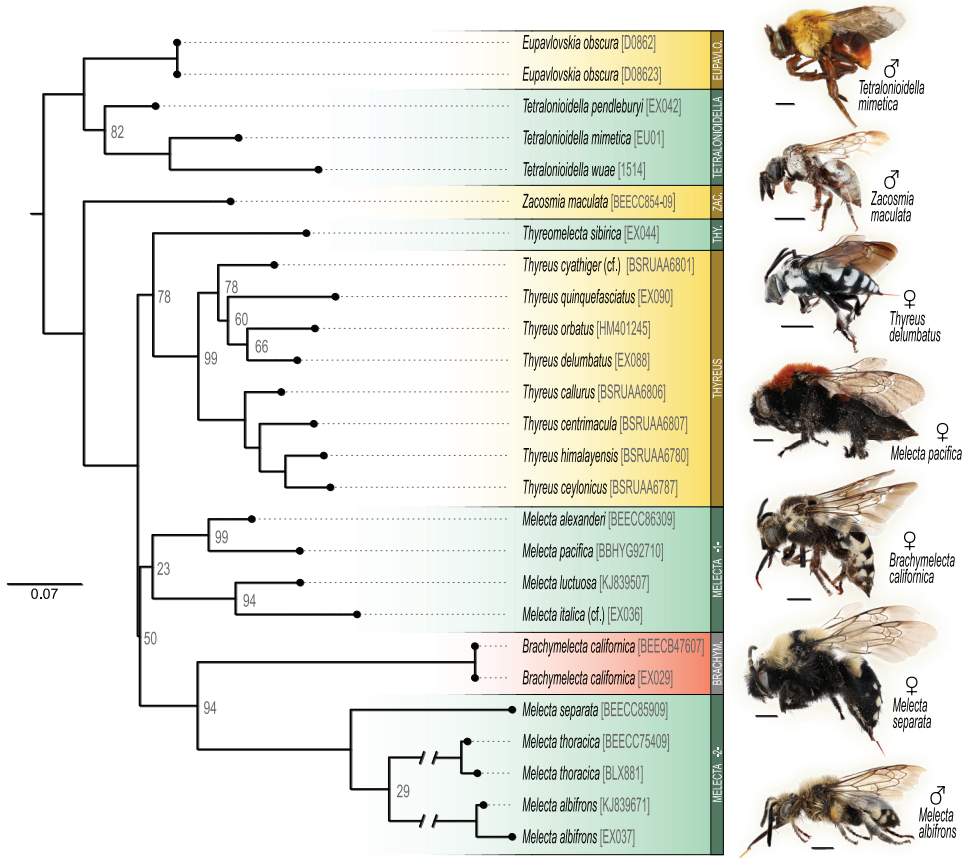 Eupavlovskia obscura [D0862]
Eupavlovskia obscura [D08623]
Tetralonioidella pendleburyi [EX042]
82
Tetralonioidella mimetica [EU01]
Tetralonioidella wuae [1514]
Zacosmia maculata [BEECC854-09]
Thyreomelecta sibirica [EX044]
Thyreus cyathiger (cf.) [BSRUAA6801]
78
78
Thyreus quinquefasciatus [EX090]
60
Thyreus orbatus [HM401245]
66
99
Thyreus delumbatus [EX088]
Thyreus callurus [BSRUAA6806]
Thyreus centrimacula [BSRUAA6807]
Thyreus himalayensis [BSRUAA6780]
Thyreus ceylonicus [BSRUAA6787]
Melecta alexanderi [BEECC86309]
99
Melecta pacifica [BBHYG92710]
23
Melecta luctuosa [KJ839507]
94
Melecta italica (cf.) [EX036]
0.07
50
Brachymelecta californica [BEECB47607]
Brachymelecta californica [EX029]
94
Melecta separata [BEECC85909]
Melecta thoracica [BEECC75409]
Melecta thoracica [BLX881]
29
Melecta albifrons [KJ839671]
Melecta albifrons [EX037]
EUPAVLO.
TETRALONIOIDELLA
ZAC.
THY.
THYREUS
MELECTA -1-
BRACHYM.
MELECTA -2-
♂
Tetralonioidella
mimetica
♂
Zacosmia
maculata
♀
Thyreus
delumbatus
♀
Melecta pacifica
♀
Brachymelecta
californica
♀
Melecta
separata
♂
Melecta
albifrons